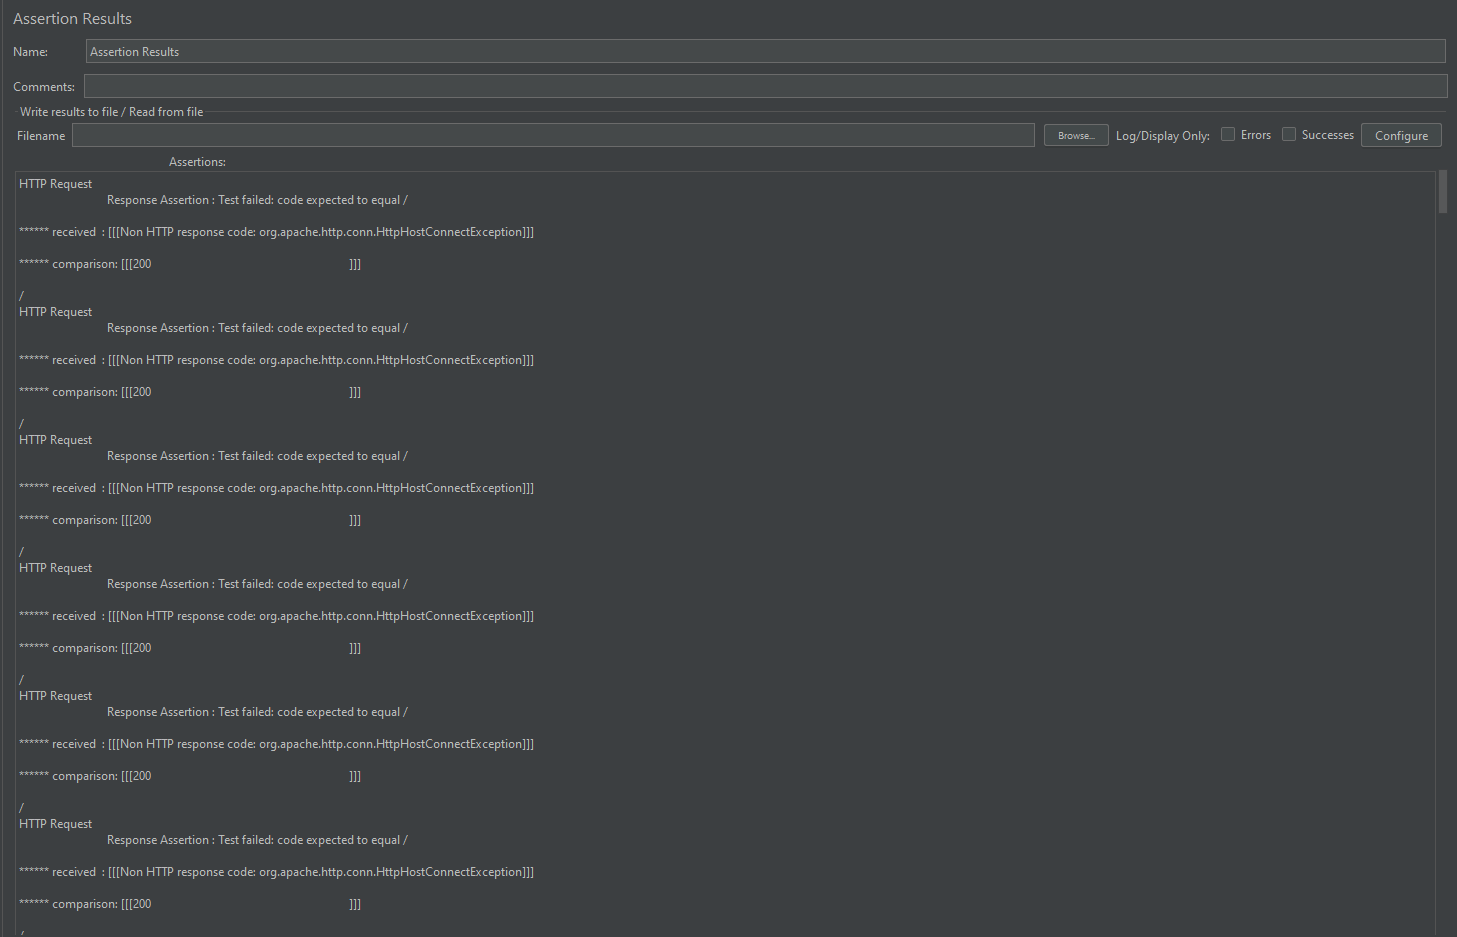 Assertion Results
Name: Assertion Results
Comments:
Write results to file / Read from file
Filename Browse... Log/Display Only: Errors Successes Configure
Assertions:
HTTP Request
Response Assertion : Test failed: code expected to equal /
****** received : [[[Non HTTP response code: org.apache.http.conn.HttpHostConnectException]]]
****** comparison: [[[200 ]]]
/
HTTP Request
Response Assertion : Test failed: code expected to equal /
****** received : [[[Non HTTP response code: org.apache.http.conn.HttpHostConnectException]]]
****** comparison: [[[200 ]]]
/
HTTP Request
Response Assertion : Test failed: code expected to equal /
****** received : [[[Non HTTP response code: org.apache.http.conn.HttpHostConnectException]]]
****** comparison: [[[200 ]]]
/
HTTP Request
Response Assertion : Test failed: code expected to equal /
****** received : [[[Non HTTP response code: org.apache.http.conn.HttpHostConnectException]]]
****** comparison: [[[200 ]]]
/
HTTP Request
Response Assertion : Test failed: code expected to equal /
****** received : [[[Non HTTP response code: org.apache.http.conn.HttpHostConnectException]]]
****** comparison: [[[200 ]]]
/
HTTP Request
Response Assertion : Test failed: code expected to equal /
****** received : [[[Non HTTP response code: org.apache.http.conn.HttpHostConnectException]]]
****** comparison: [[[200 ]]]
/